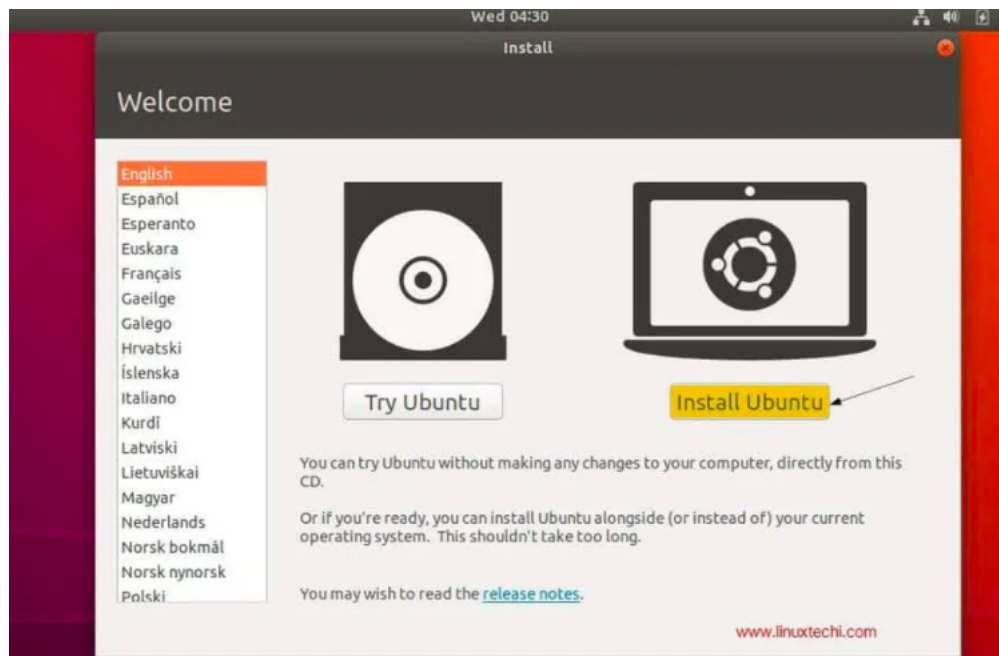 Wed 04:30
Install
Welcome
English
Español
Esperanto
Euskara
Français
Gaeilge
Galego
Hrvatski
Íslenska
Italiano
Kurdî
Latviski
Lietuviškai
Magyar
Nederlands
Norsk bokmål
Norsk nynorsk
Polski
Try Ubuntu
Install Ubuntu
You can try Ubuntu without making any changes to your computer, directly from this
CD.
Or if you're ready, you can install Ubuntu alongside (or instead of) your current
operating system. This shouldn't take too long.
You may wish to read the release notes.
www.linuxtechi.com